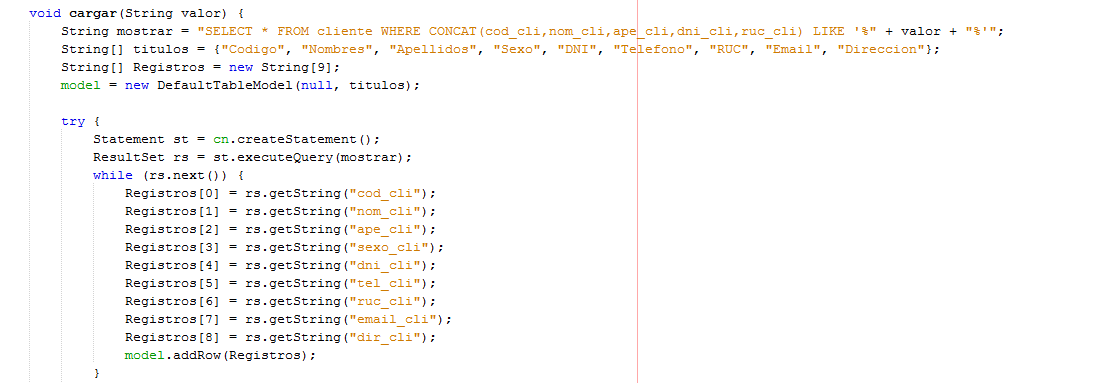 void cargar(String valor) {
    String mostrar = "SELECT * FROM cliente WHERE CONCAT(cod_cli,nom_cli,ape_cli,dni_cli,ruc_cli) LIKE '%" + valor + "%'";
    String[] titulos = {"Codigo", "Nombres", "Apellidos", "Sexo", "DNI", "Telefono", "RUC", "Email", "Direccion"};
    String[] Registros = new String[9];
    model = new DefaultTableModel(null, titulos);

    try {
        Statement st = cn.createStatement();
        ResultSet rs = st.executeQuery(mostrar);
        while (rs.next()) {
            Registros[0] = rs.getString("cod_cli");
            Registros[1] = rs.getString("nom_cli");
            Registros[2] = rs.getString("ape_cli");
            Registros[3] = rs.getString("sexo_cli");
            Registros[4] = rs.getString("dni_cli");
            Registros[5] = rs.getString("tel_cli");
            Registros[6] = rs.getString("ruc_cli");
            Registros[7] = rs.getString("email_cli");
            Registros[8] = rs.getString("dir_cli");
            model.addRow(Registros);
        }